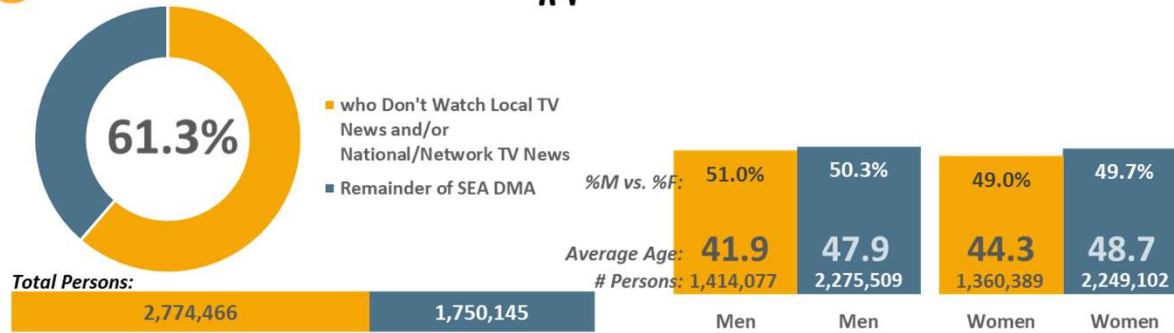 61.3%
who Don't Watch Local TV
News and/or
National/Network TV News
Remainder of SEA DMA
Total Persons:
2,774,466 1,750,145
%M vs. %F: 51.0% 50.3% 49.0% 49.7%
Average Age: 41.9 47.9 44.3 48.7
# Persons: 1,414,077 2,275,509 1,360,389 2,249,102
Men Men Women Women